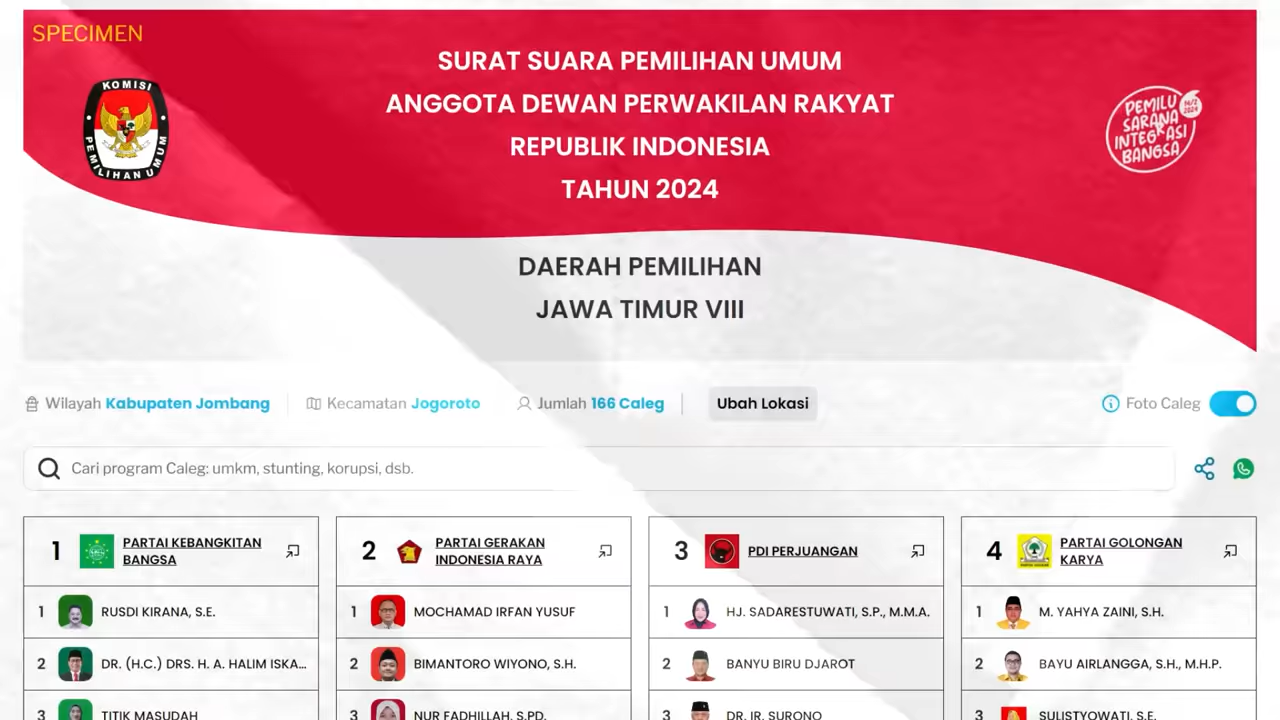 SPECIMEN
SURAT SUARA PEMILIHAN UMUM
ANGGOTA DEWAN PERWAKILAN RAKYAT
REPUBLIK INDONESIA
TAHUN 2024
KOMISI
PEMILIHAN UMUM
PEMILU
SARANA
INTEGRASI
BANGSA
14/2
2024
DAERAH PEMILIHAN
JAWA TIMUR VIII
Wilayah Kabupaten Jombang
Kecamatan Jogoroto
Jumlah 166 Caleg
Ubah Lokasi
Foto Caleg
Cari program Caleg: umkm, stunting, korupsi, dsb.
1 PARTAI KEBANGKITAN
BANGSA
1 RUSDI KIRANA, S.E.
2 DR. (H.C.) DRS. H. A. HALIM ISKA...
3 TITIK MASUDAH
2 PARTAI GERAKAN
INDONESIA RAYA
1 MOCHAMAD IRFAN YUSUF
2 BIMANTORO WIYONO, S.H.
3 NUR FADHILLAH, S.PD.
3 PDI PERJUANGAN
1 HJ. SADARESTUWATI, S.P., M.M.A.
2 BANYU BIRU DJAROT
3 DR. IR. SURONO
4 PARTAI GOLONGAN
KARYA
1 M. YAHYA ZAINI, S.H.
2 BAYU AIRLANGGA, S.H., M.H.P.
3 SULISTYOWATI, S.E.